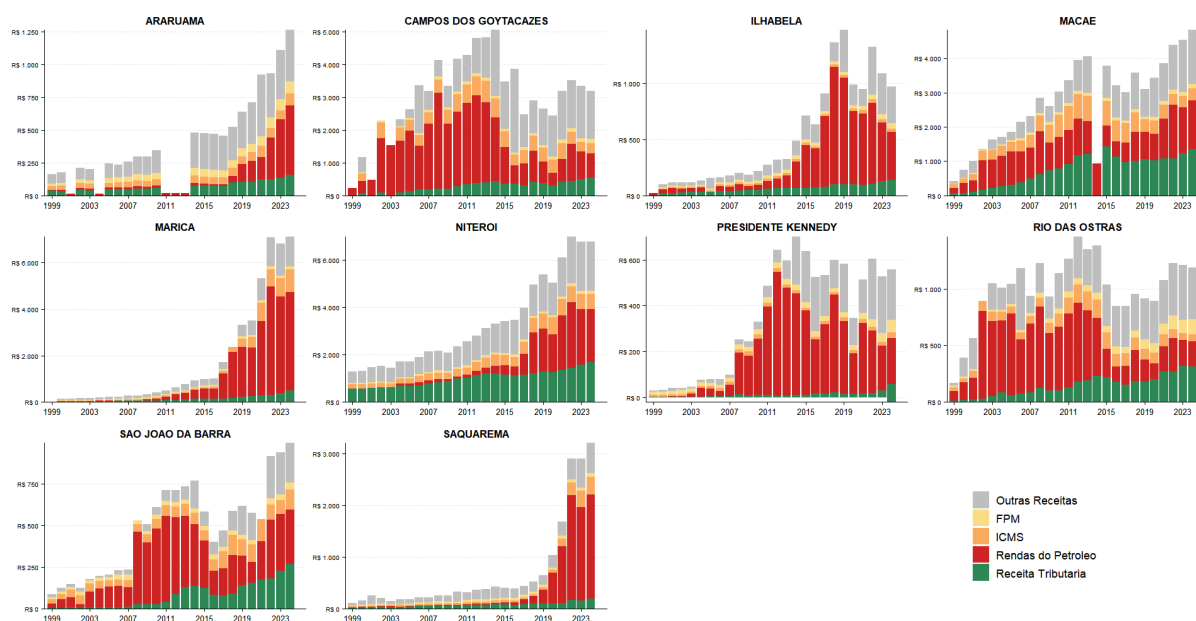 ARARUAMA
R$ 1.250
R$ 1.000
R$ 750
R$ 500
R$ 250
R$ 0
1999 2003 2007 2011 2015 2019 2023
CAMPOS DOS GOYTACAZES
R$ 5.000
R$ 4.000
R$ 3.000
R$ 2.000
R$ 1.000
R$ 0
1999 2003 2007 2011 2015 2019 2023
ILHABELA
R$ 1.000
R$ 500
R$ 0
1999 2003 2007 2011 2015 2019 2023
MACAE
R$ 4.000
R$ 3.000
R$ 2.000
R$ 1.000
R$ 0
1999 2003 2007 2011 2015 2019 2023
MARICA
R$ 6.000
R$ 4.000
R$ 2.000
R$ 0
1999 2003 2007 2011 2015 2019 2023
NITEROI
R$ 6.000
R$ 4.000
R$ 2.000
R$ 0
1999 2003 2007 2011 2015 2019 2023
PRESIDENTE KENNEDY
R$ 600
R$ 400
R$ 200
R$ 0
1999 2003 2007 2011 2015 2019 2023
RIO DAS OSTRAS
R$ 1.000
R$ 500
R$ 0
1999 2003 2007 2011 2015 2019 2023
SAO JOAO DA BARRA
R$ 750
R$ 500
R$ 250
R$ 0
1999 2003 2007 2011 2015 2019 2023
SAQUAREMA
R$ 3.000
R$ 2.000
R$ 1.000
R$ 0
1999 2003 2007 2011 2015 2019 2023
Outras Receitas
FPM
ICMS
Rendas do Petroleo
Receita Tributaria